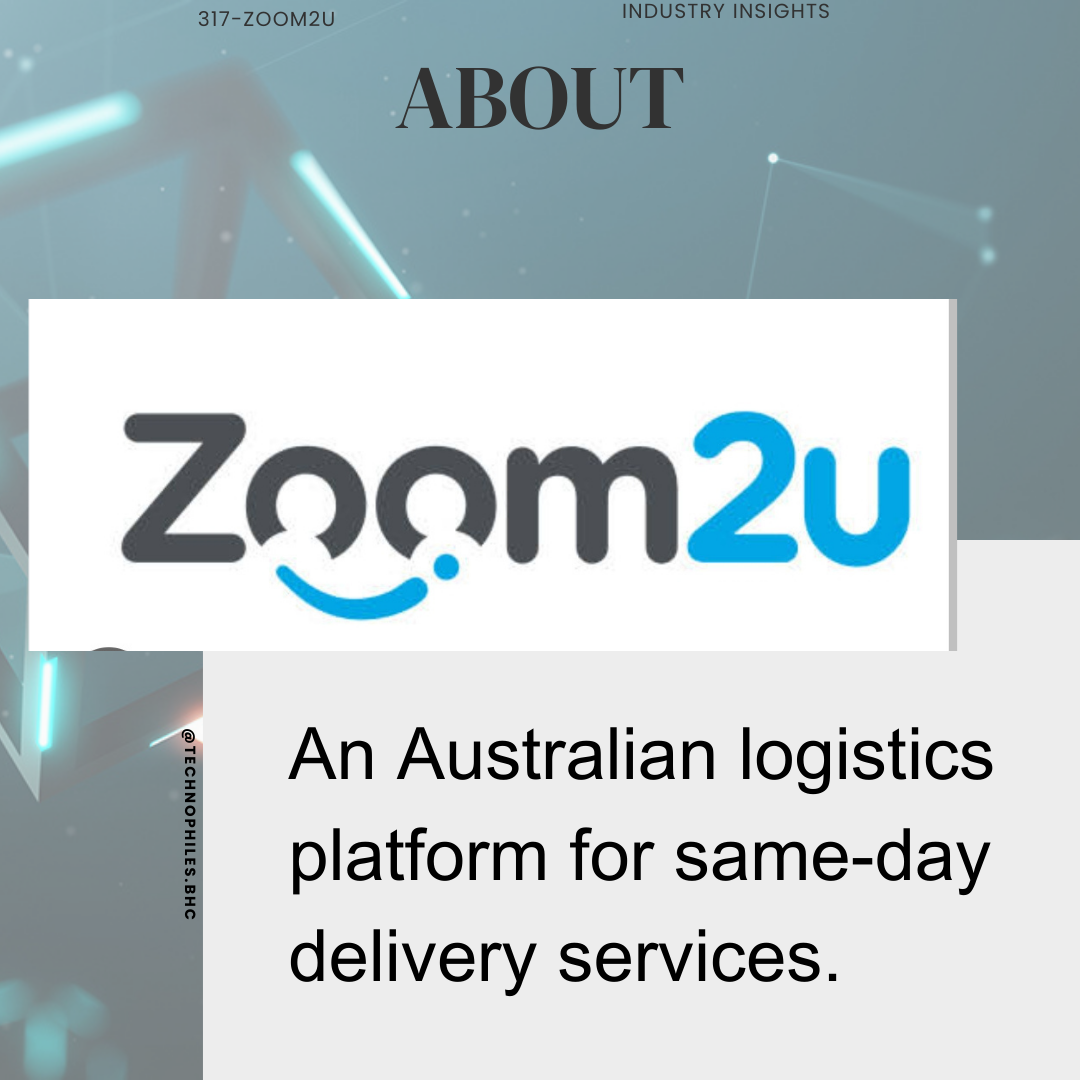 317-ZOOM2U
INDUSTRY INSIGHTS
ABOUT
Zoom2u
@TECHNOPHILES.BHC
An Australian logistics
platform for same-day
delivery services.